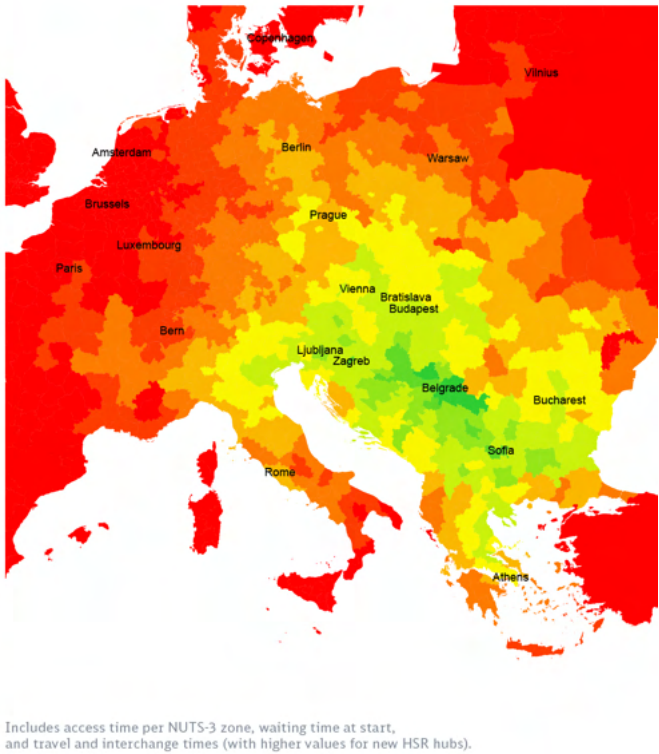 Copenhagen
Vilnius
Amsterdam
Berlin
Warsaw
Brussels
Prague
Luxembourg
Paris
Vienna
Bratislava
Budapest
Bern
Ljubljana
Zagreb
Belgrade
Bucharest
Sofia
Rome
Athens
Includes access time per NUTS-3 zone, waiting time at start,
and travel and interchange times (with higher values for new HSR hubs).